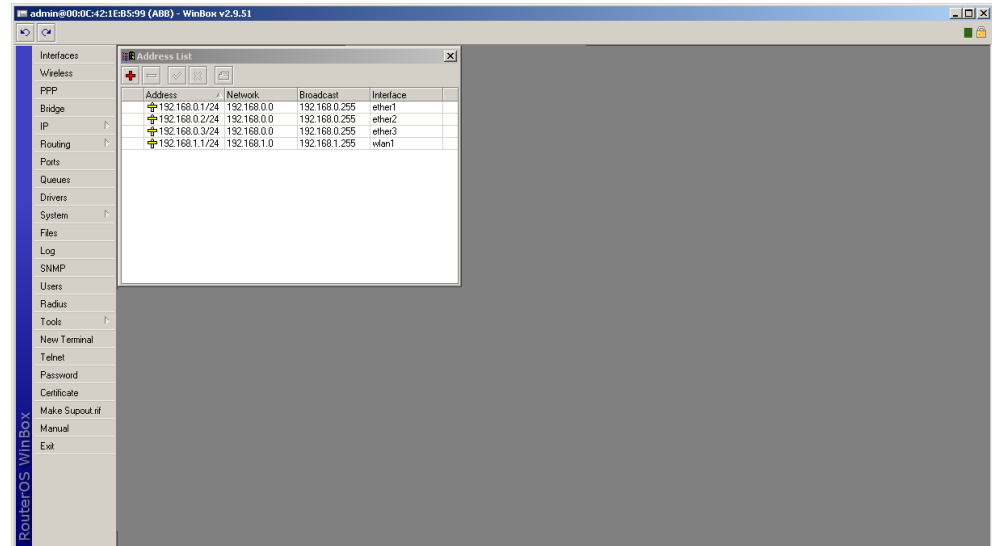 admin@00:0C:42:1E:B5:99 (ABB) - WinBox v2.9.51
Interfaces
Wireless
PPP
Bridge
IP
Routing
Ports
Queues
Drivers
System
Files
Log
SNMP
Users
Radius
Tools
New Terminal
Telnet
Password
Certificate
Make Supout.rif
Manual
Exit
RouterOS WinBox
Address List
Address Network Broadcast Interface
192.168.0.1/24 192.168.0.0 192.168.0.255 ether1
192.168.0.2/24 192.168.0.0 192.168.0.255 ether2
192.168.0.3/24 192.168.0.0 192.168.0.255 ether3
192.168.1.1/24 192.168.1.0 192.168.1.255 wlan1